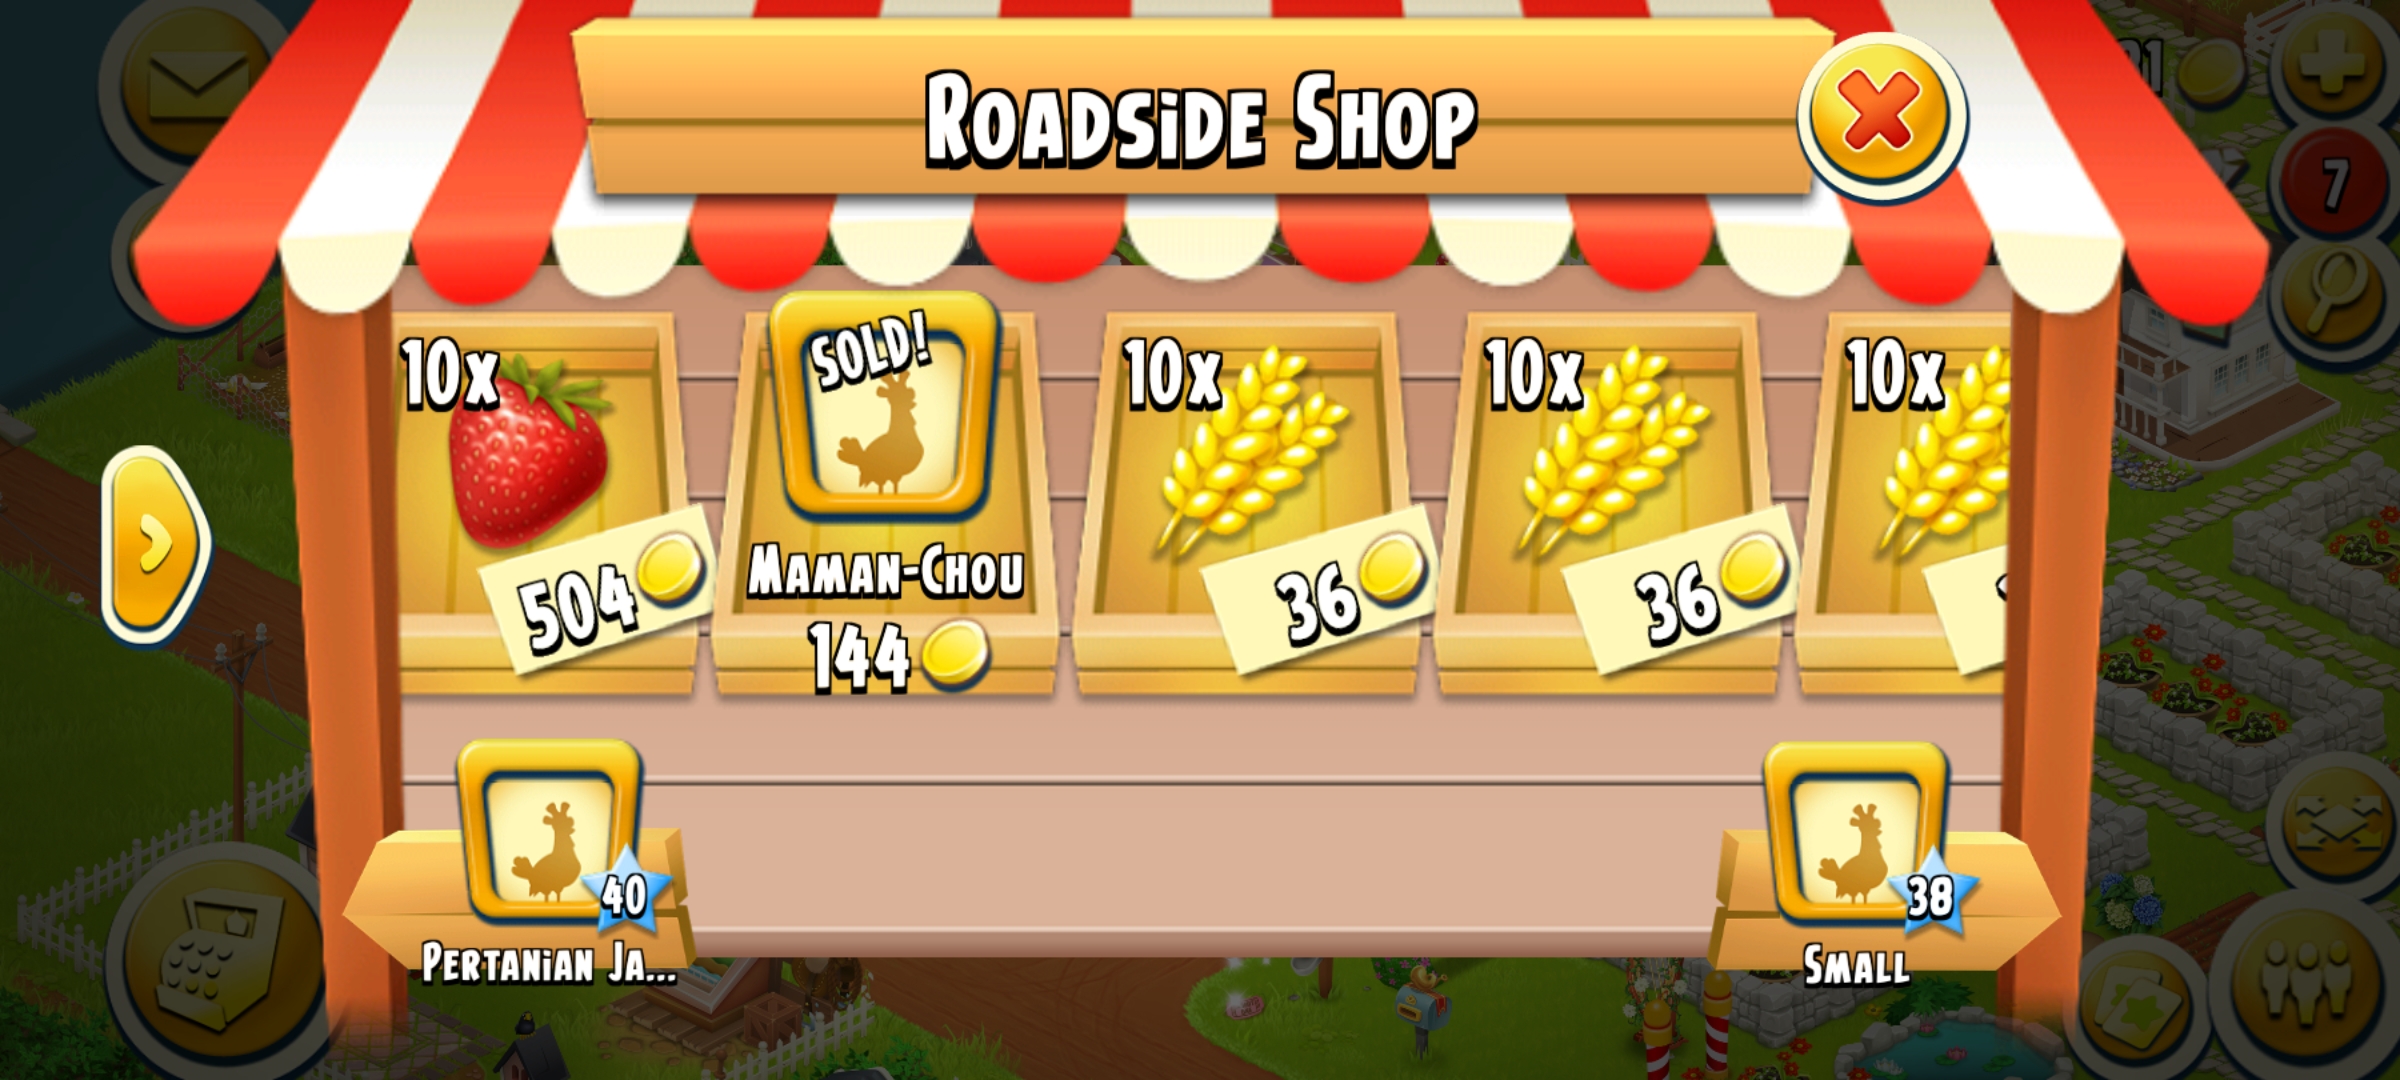 ROADSIDE SHOP
7
10x
SOLD!
10x
10x
10x
504
MAMAN-CHOU
144
36
36
40
PERTANIAN JA...
38
SMALL